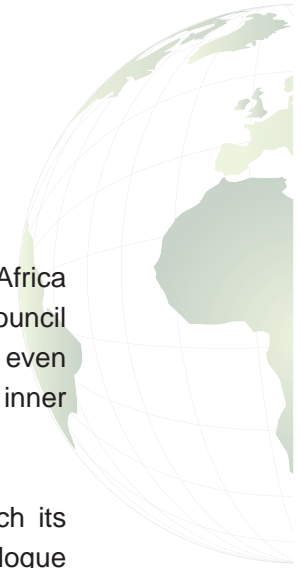 Africa
ouncil
even
inner
ch its
logue